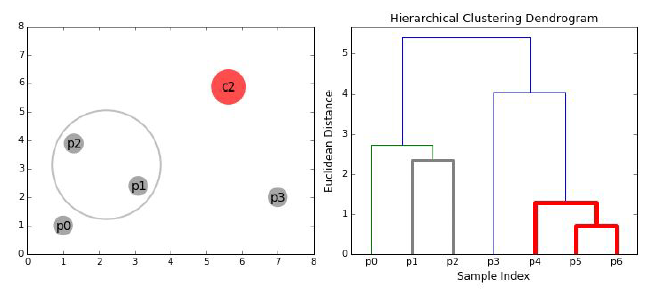 8
7
6
5
4
3
2
1
0
c2
p2
p1
p3
p0
0 1 2 3 4 5 6 7 8
Hierarchical Clustering Dendrogram
Euclidean Distance
5
4
3
2
1
0
p0 p1 p2 p3 p4 p5 p6
Sample Index